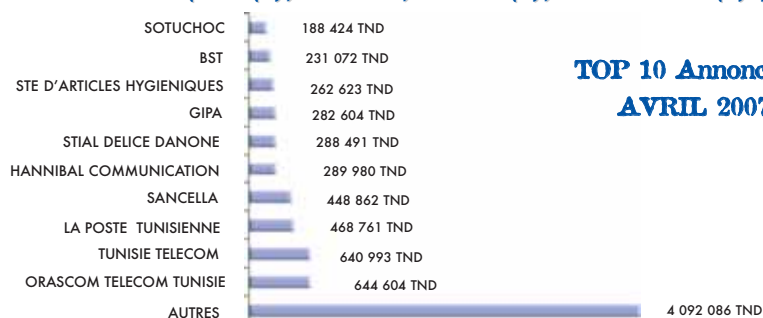 SOTUCHOC 188 424 TND
BST 231 072 TND
STE D'ARTICLES HYGIENIQUES 262 623 TND
TOP 10 Annonc
GIPA 282 604 TND
AVRIL 2007
STIAL DELICE DANONE 288 491 TND
HANNIBAL COMMUNICATION 289 980 TND
SANCELLA 448 862 TND
LA POSTE TUNISIENNE 468 761 TND
TUNISIE TELECOM 640 993 TND
ORASCOM TELECOM TUNISIE 644 604 TND
AUTRES 4 092 086 TND